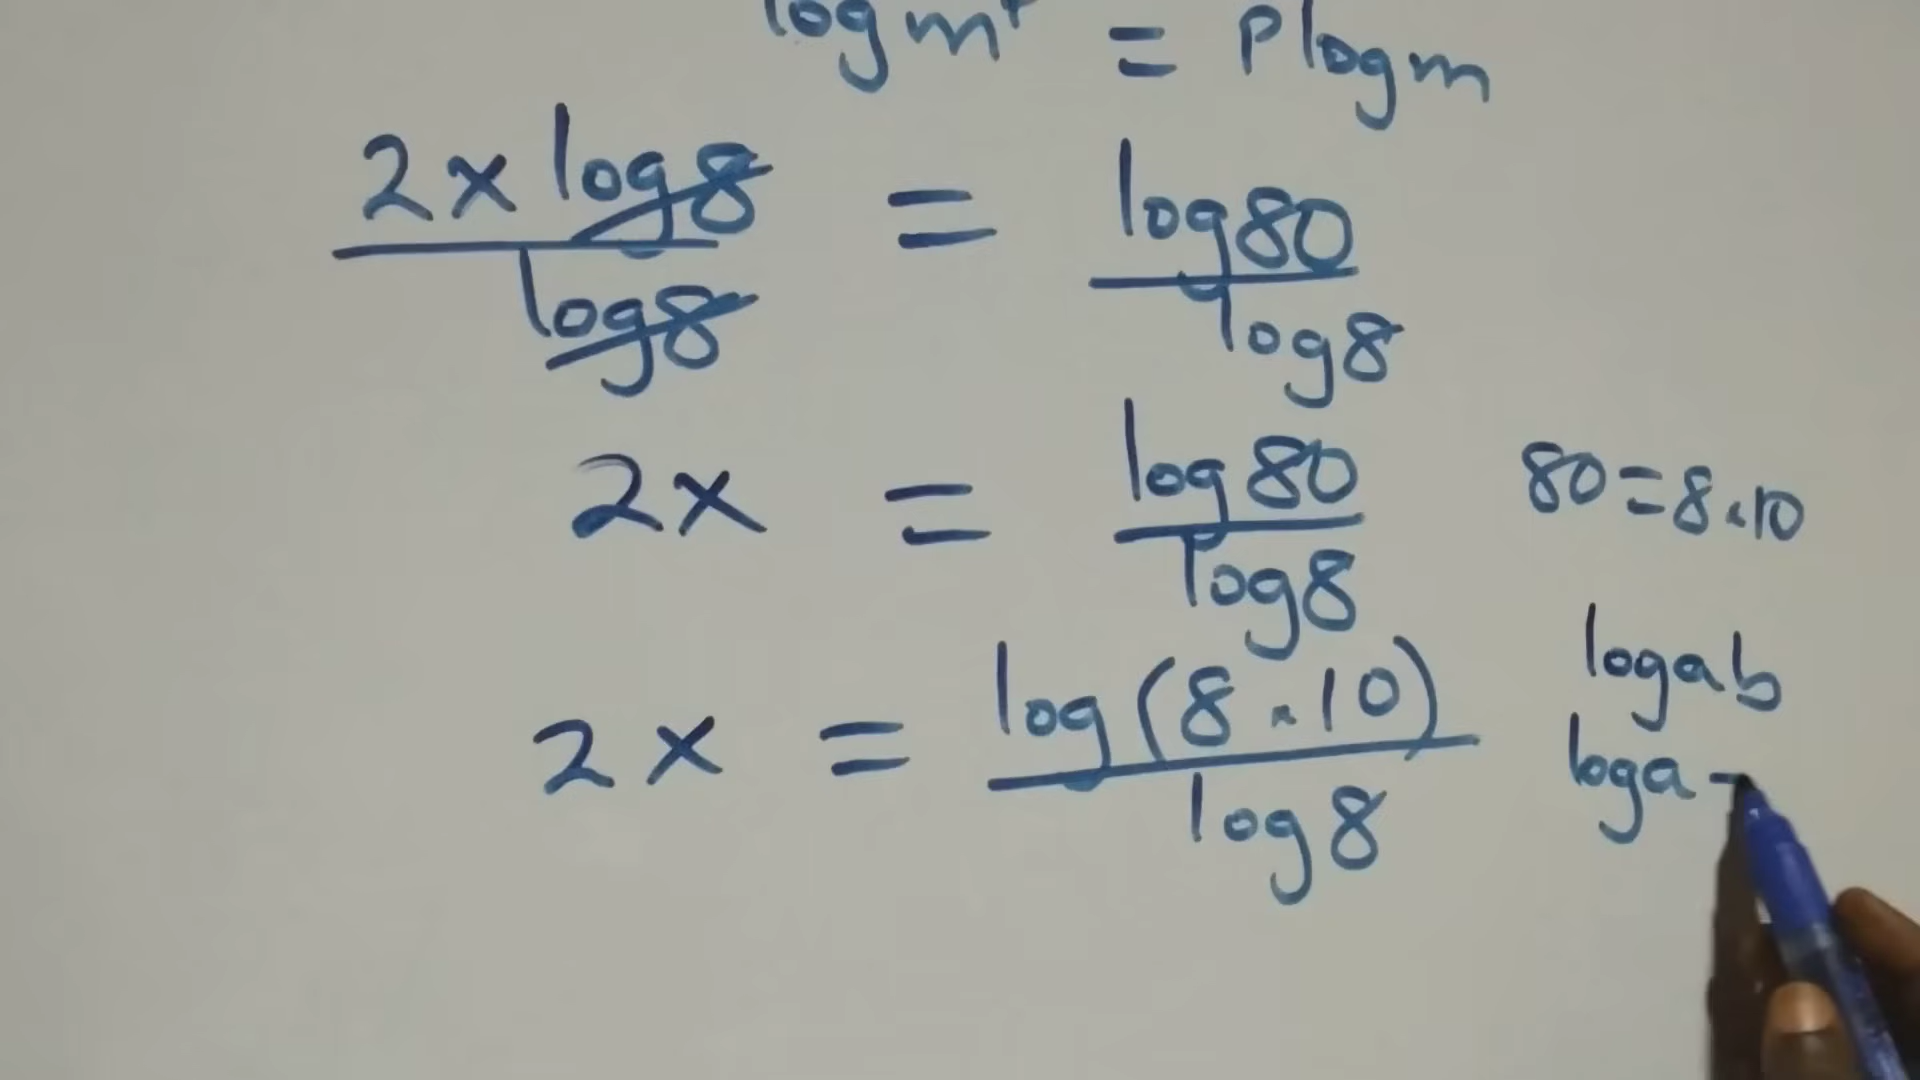 log m^p = P log m
2x log 8 / log 8 = log 80 / log 8
2x = log 80 / log 8
80 = 8 × 10
2x = log (8 × 10) / log 8
log ab
log a -